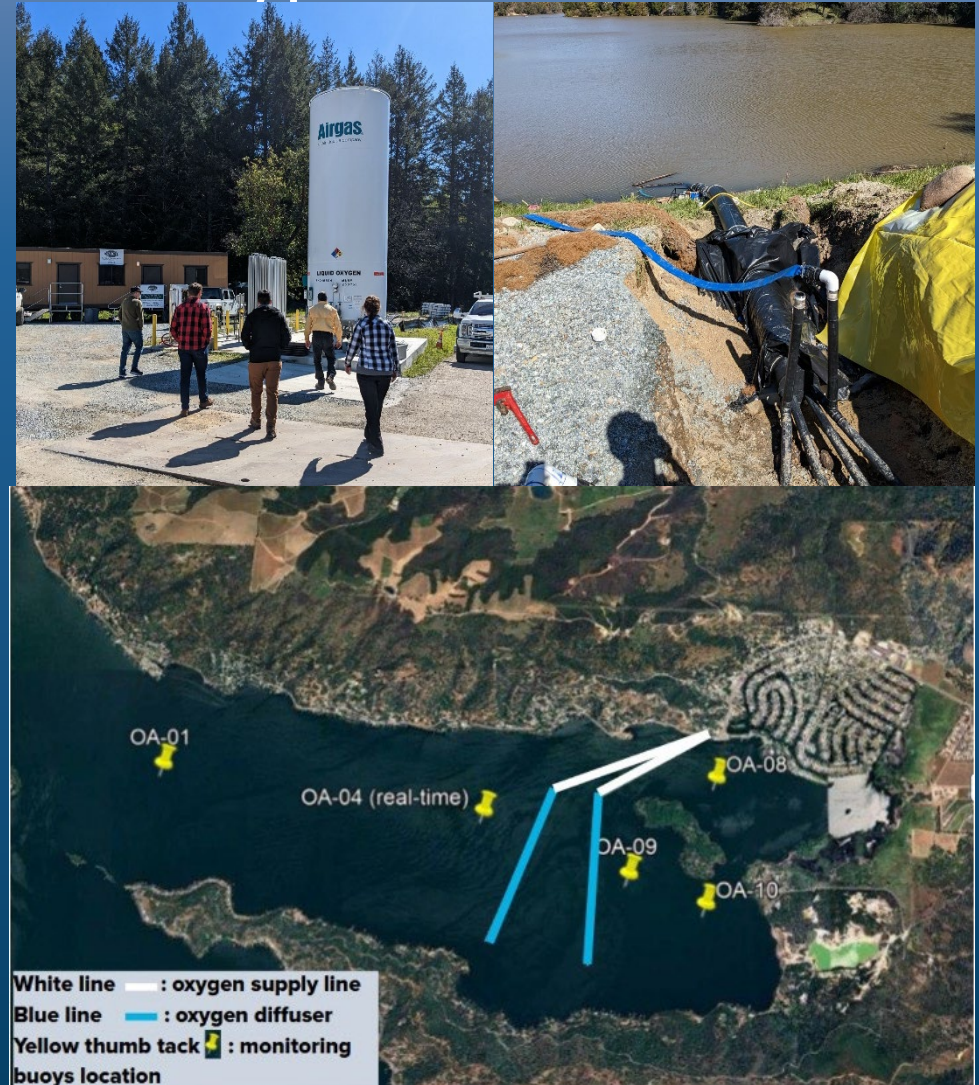 Airgas
LIQUID OXYGEN
OA-01
OA-08
OA-04 (real-time)
OA-09
OA-10
White line : oxygen supply line
Blue line : oxygen diffuser
Yellow thumb tack : monitoring
buoys location